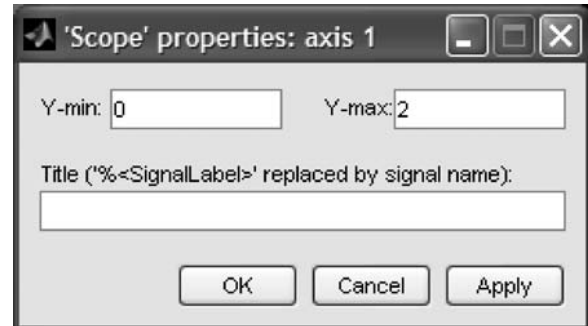 'Scope' properties: axis 1
Y-min: 0 Y-max: 2
Title ('%<SignalLabel>' replaced by signal name):
OK Cancel Apply